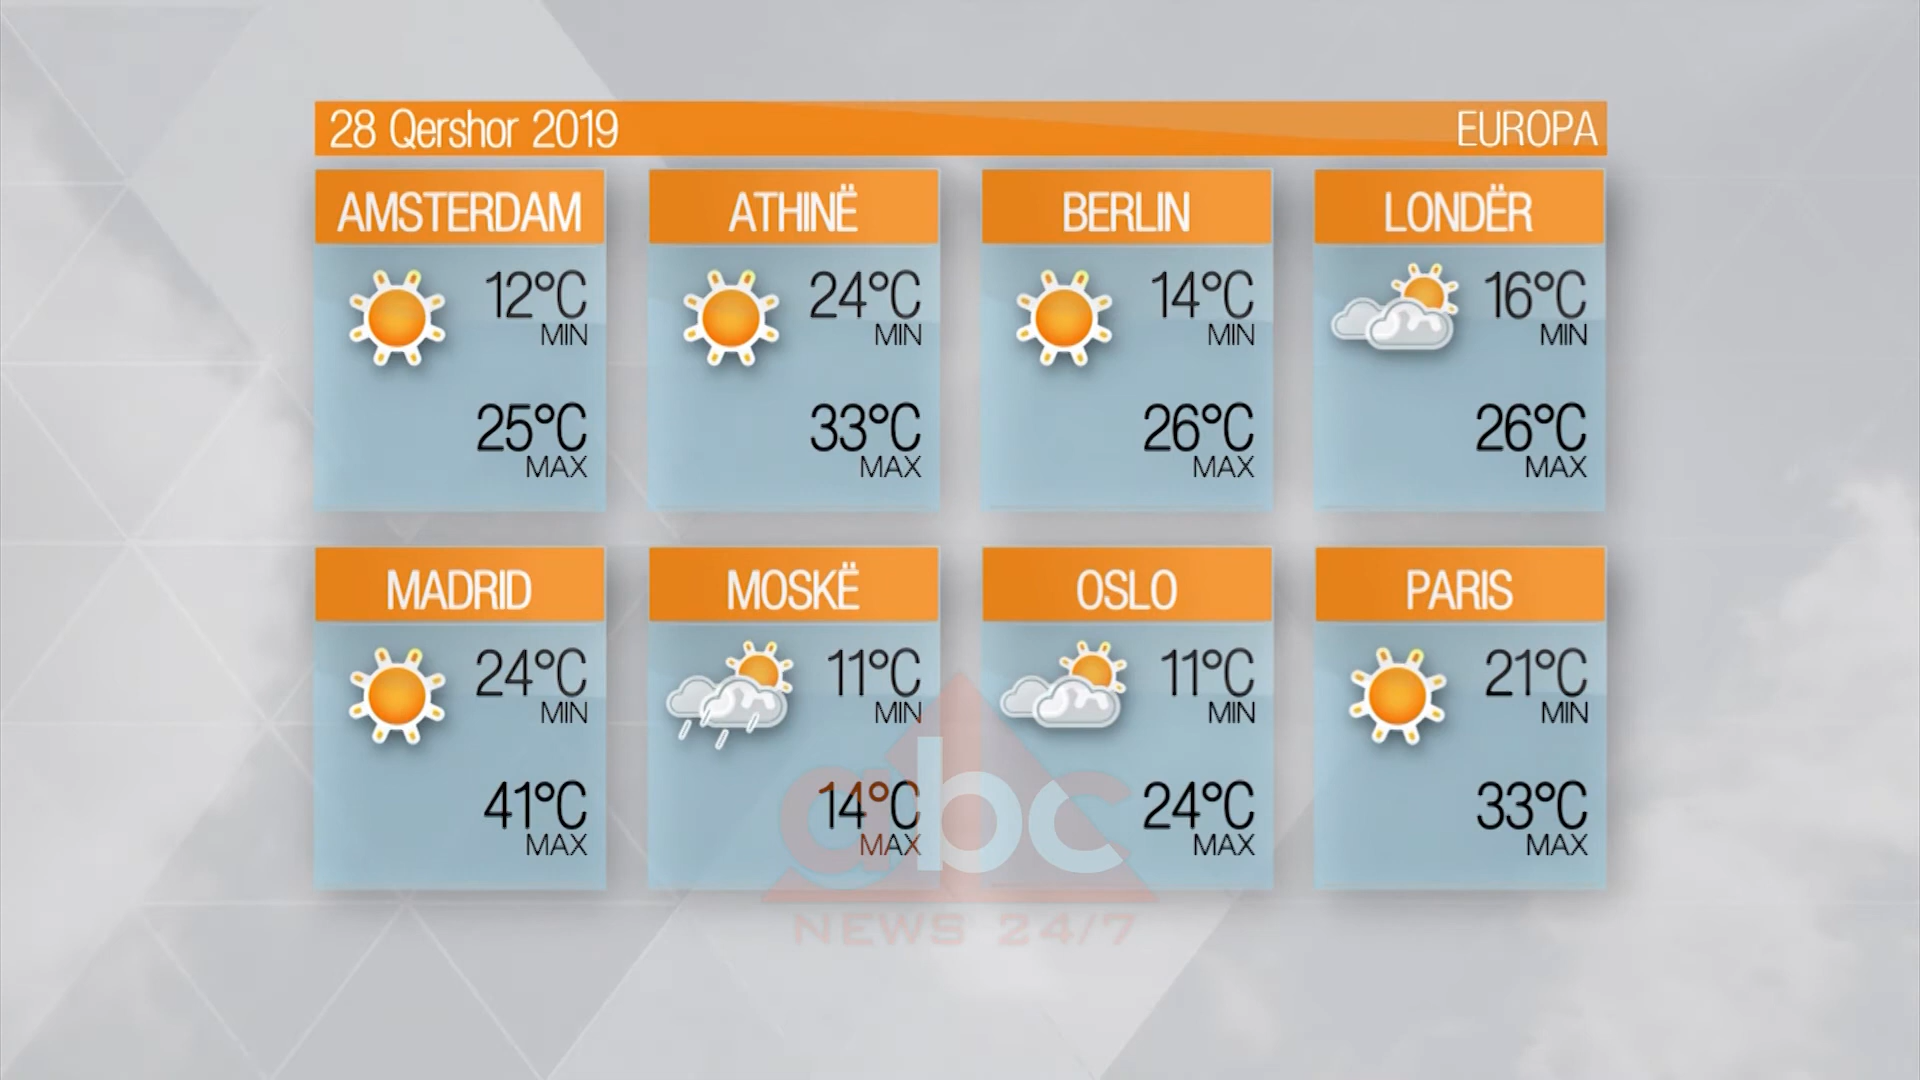 28 Qershor 2019 EUROPA
AMSTERDAM
12°C
MIN
25°C
MAX
ATHINË
24°C
MIN
33°C
MAX
BERLIN
14°C
MIN
26°C
MAX
LONDËR
16°C
MIN
26°C
MAX
MADRID
24°C
MIN
41°C
MAX
MOSKË
11°C
MIN
14°C
MAX
OSLO
11°C
MIN
24°C
MAX
PARIS
21°C
MIN
33°C
MAX
abc
NEWS 24/7